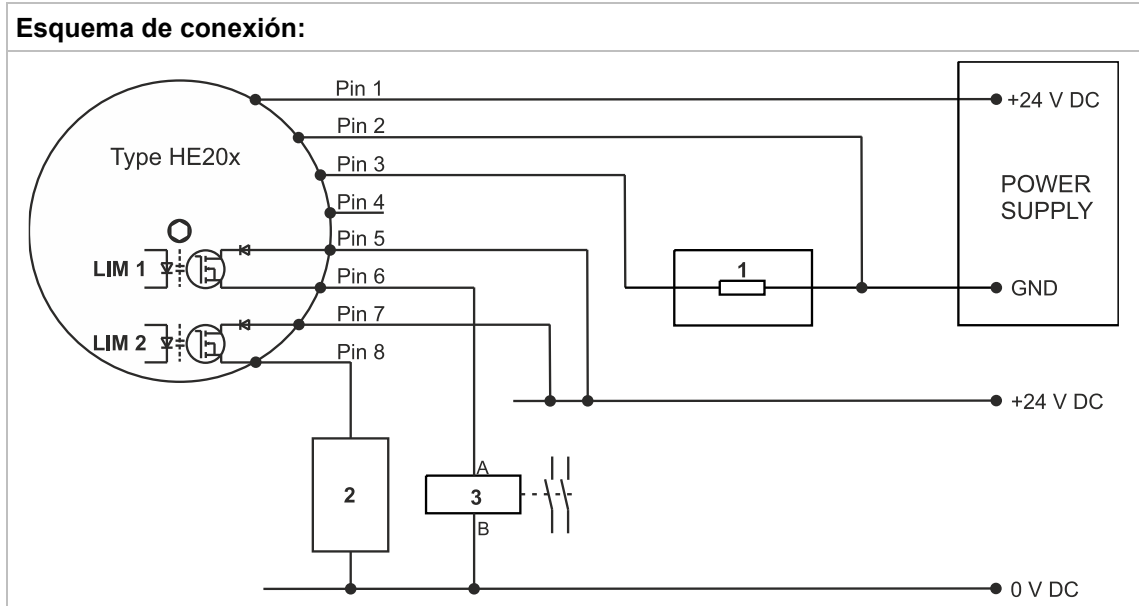 Esquema de conexión:
Pin 1
+24 V DC
Pin 2
Type HE20x
Pin 3
POWER
SUPPLY
Pin 4
Pin 5
LIM 1
Pin 6
1
GND
Pin 7
LIM 2
Pin 8
+24 V DC
A
2
3
B
0 V DC